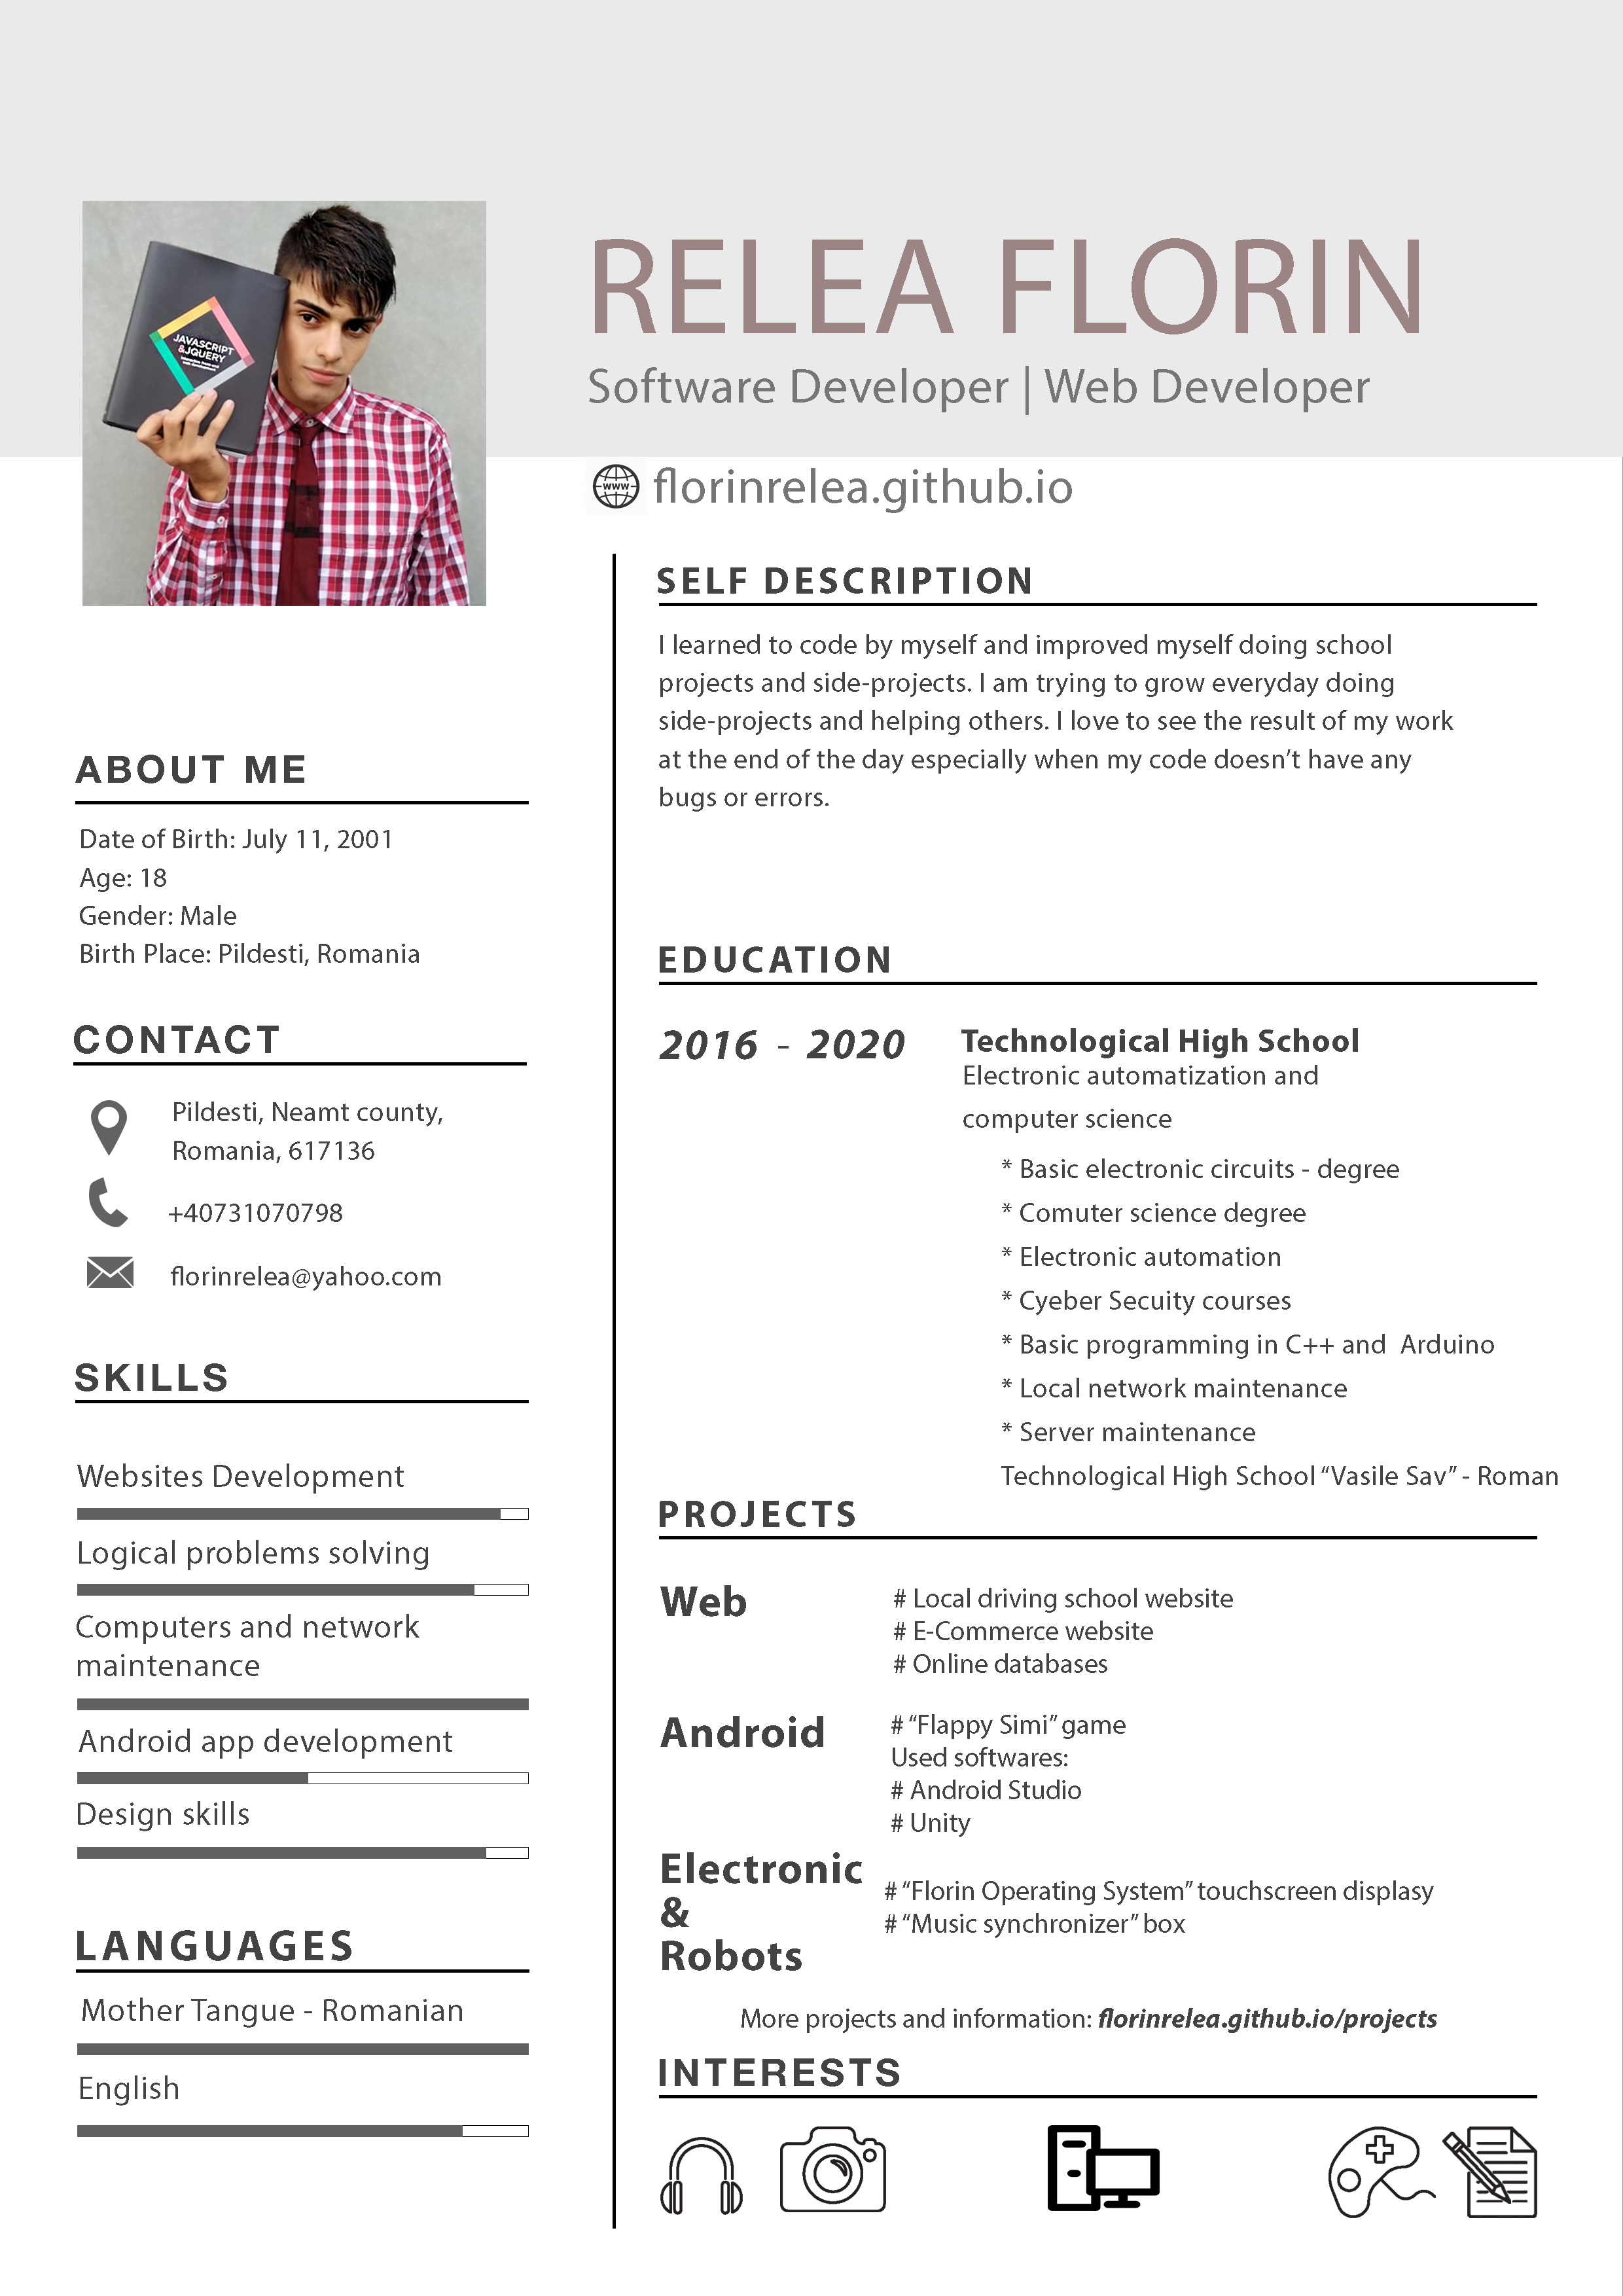 JAVASCRIPT
&JQUERY
RELEA FLORIN
Software Developer | Web Developer
www
florinrelea.github.io
ABOUT ME
Date of Birth: July 11, 2001
Age: 18
Gender: Male
Birth Place: Pildesti, Romania
CONTACT
Pildesti, Neamt county,
Romania, 617136
+40731070798
florinrelea@yahoo.com
SKILLS
Websites Development
Logical problems solving
Computers and network
maintenance
Android app development
Design skills
LANGUAGES
Mother Tangue - Romanian
English
SELF DESCRIPTION
I learned to code by myself and improved myself doing school
projects and side-projects. I am trying to grow everyday doing
side-projects and helping others. I love to see the result of my work
at the end of the day especially when my code doesn’t have any
bugs or errors.
EDUCATION
2016 - 2020
Technological High School
Electronic automatization and
computer science
* Basic electronic circuits - degree
* Comuter science degree
* Electronic automation
* Cyeber Secuity courses
* Basic programming in C++ and  Arduino
* Local network maintenance
* Server maintenance
Technological High School “Vasile Sav” - Roman
PROJECTS
Web
# Local driving school website
# E-Commerce website
# Online databases
Android
# “Flappy Simi” game
Used softwares:
# Android Studio
# Unity
Electronic
&
Robots
# “Florin Operating System” touchscreen displasy
# “Music synchronizer” box
More projects and information: florinrelea.github.io/projects
INTERESTS